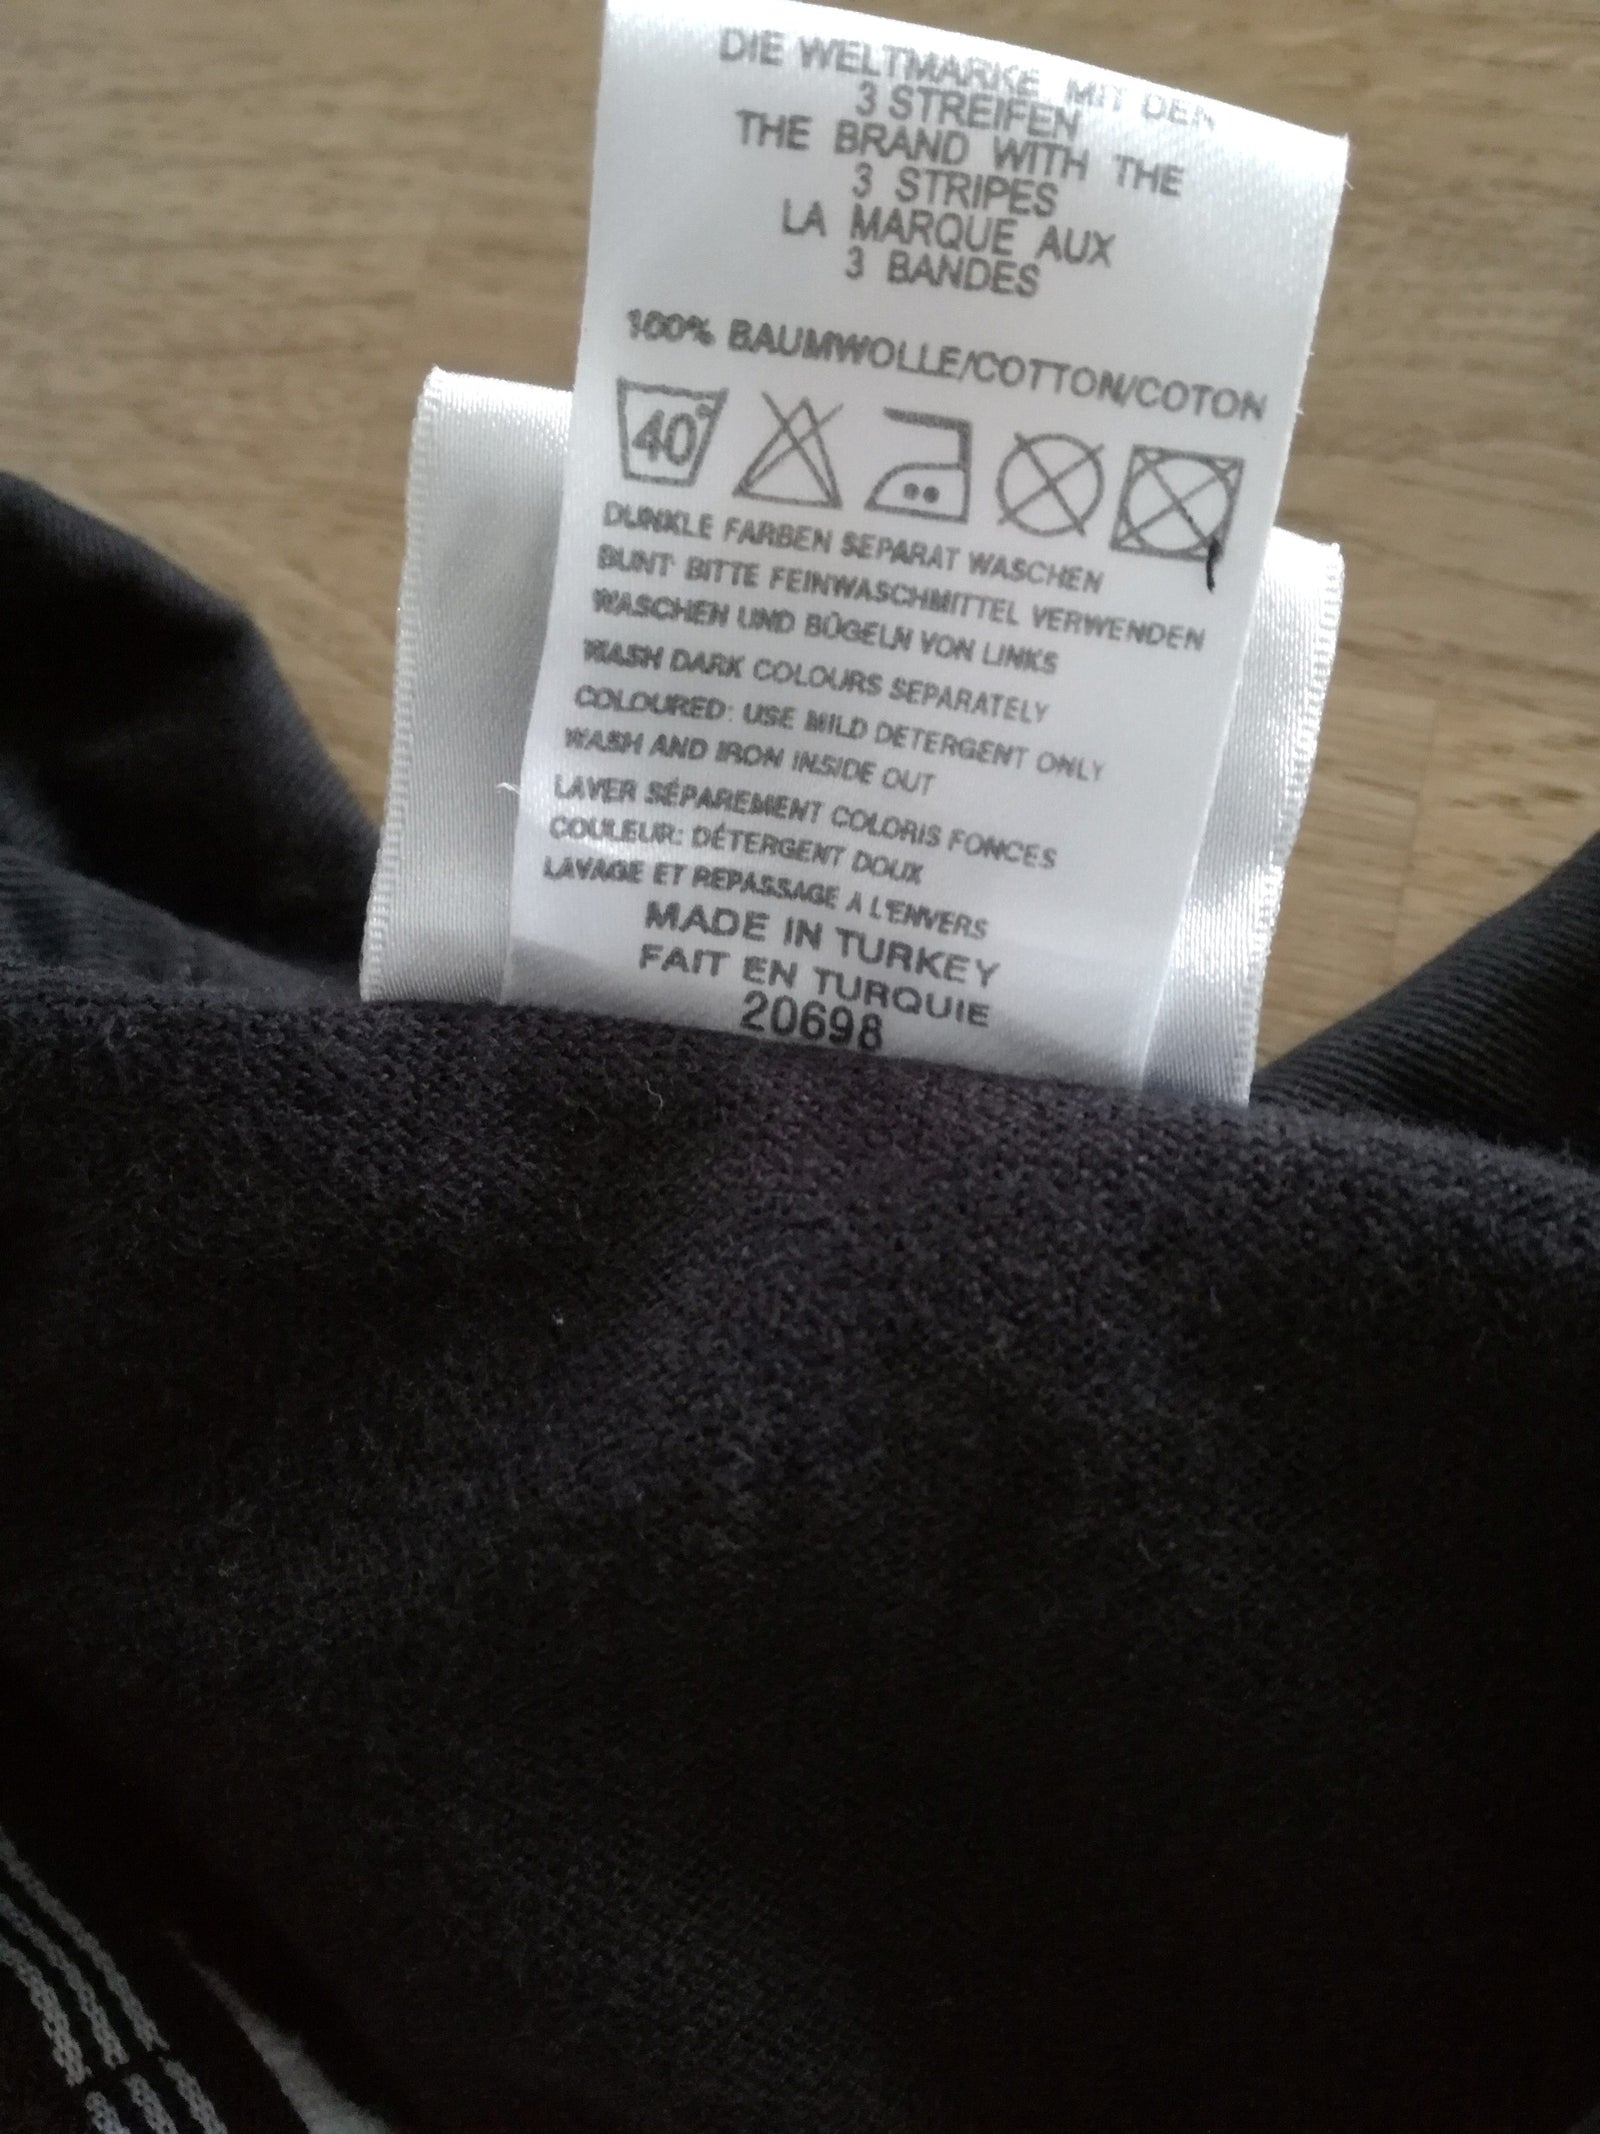 DIE WELTMARKE MIT DEN
3 STREIFEN
THE BRAND WITH THE
3 STRIPES
LA MARQUE AUX
3 BANDES
100% BAUMWOLLE/COTTON/COTON
40°
DUNKLE FARBEN SEPARAT WASCHEN
BUNT BITTE FEINWASCHMITTEL VERWENDEN
WASCHEN UND BÜGELN VON LINKS
WASH DARK COLOURS SEPARATELY
COLOURED: USE MILD DETERGENT ONLY
WASH AND IRON INSIDE OUT
LAVER SÉPAREMENT COLORIS FONCES
COULEUR: DÉTERGENT DOUX
LAVAGE ET REPASSAGE A L'ENVERS
MADE IN TURKEY
FAIT EN TURQUIE
20698